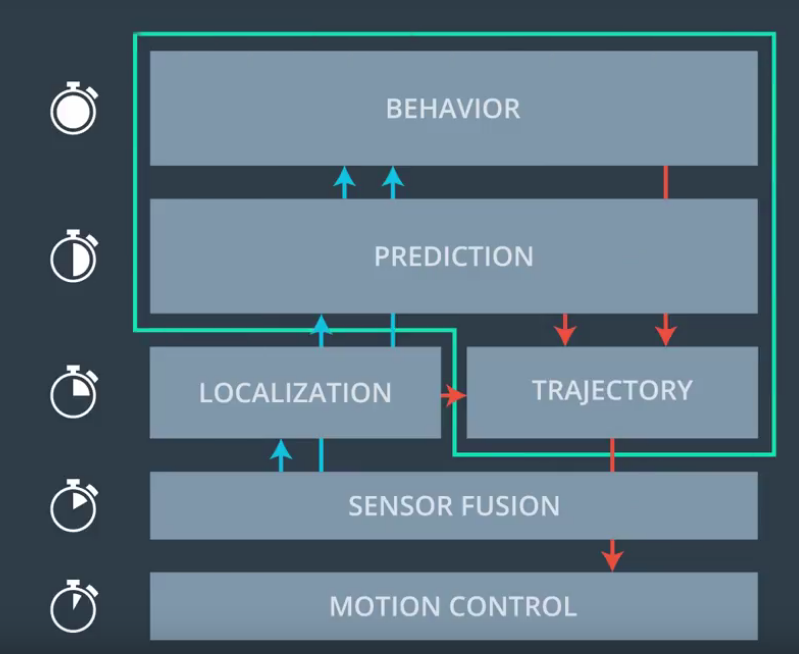 BEHAVIOR
PREDICTION
LOCALIZATION
TRAJECTORY
SENSOR FUSION
MOTION CONTROL